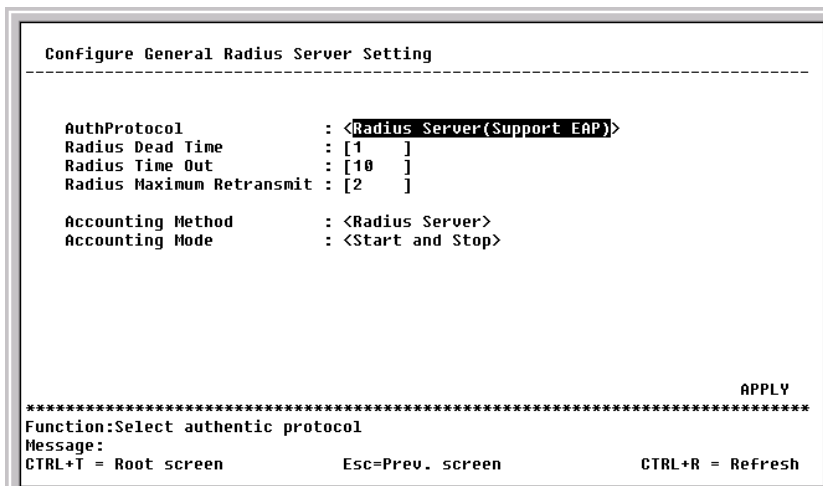 Configure General Radius Server Setting
--------------------------------------------------------------------------------
AuthProtocol : <Radius Server(Support EAP)>
Radius Dead Time : [1 ]
Radius Time Out : [10 ]
Radius Maximum Retransmit : [2 ]
Accounting Method : <Radius Server>
Accounting Mode : <Start and Stop>
APPLY
********************************************************************************
Function:Select authentic protocol
Message:
CTRL+T = Root screen Esc=Prev. screen CTRL+R = Refresh